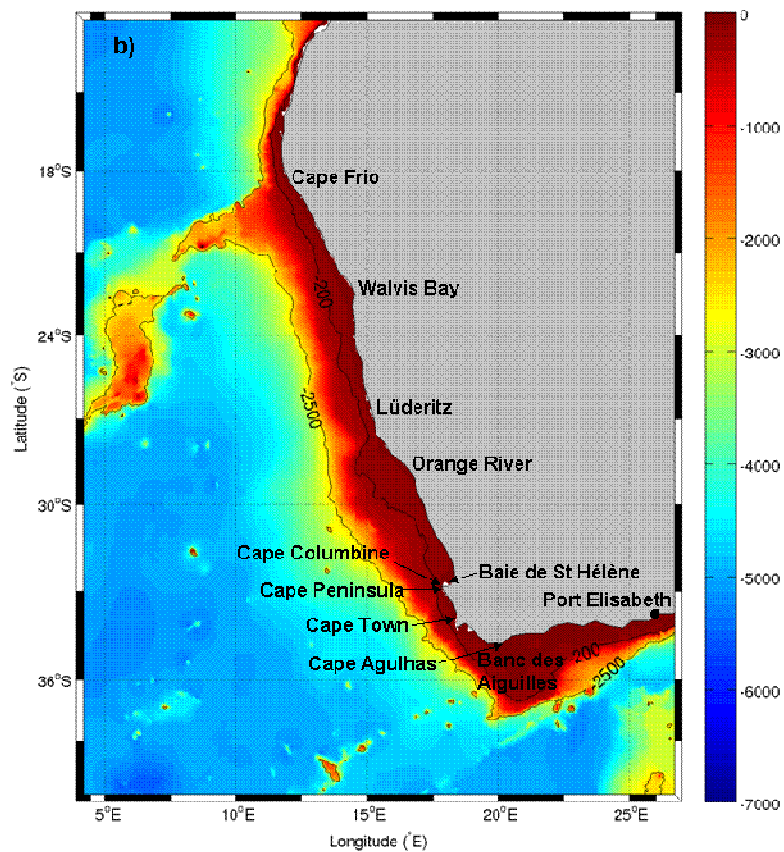 b)
0
-1000
-2000
-3000
-4000
-5000
-6000
-7000
18°S
24°S
30°S
36°S
Latitude (°S)
Cape Frio
Walvis Bay
-200
Lüderitz
-2500
Orange River
Cape Columbine
Baie de St Hélène
Cape Peninsula
Port Elisabeth
Cape Town
Cape Agulhas
Banc des
Aiguilles
-200
-2500
5°E
10°E
15°E
20°E
25°E
Longitude (°E)